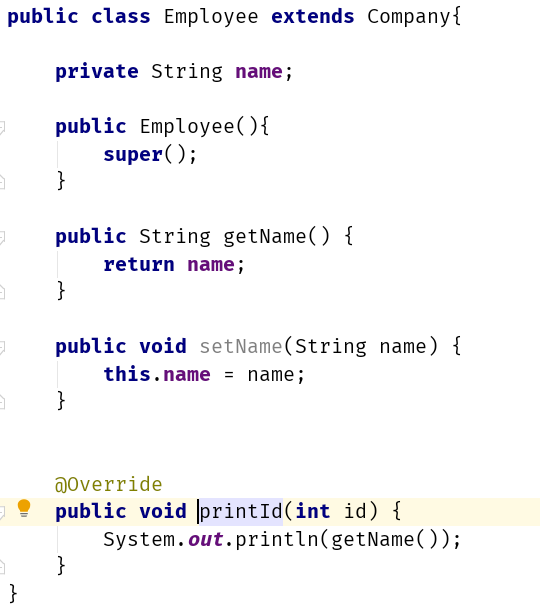 public class Employee extends Company{
private String name;
public Employee(){
super();
}
public String getName() {
return name;
}
public void setName(String name) {
this.name = name;
}
@Override
public void printId(int id) {
System.out.println(getName());
}
}